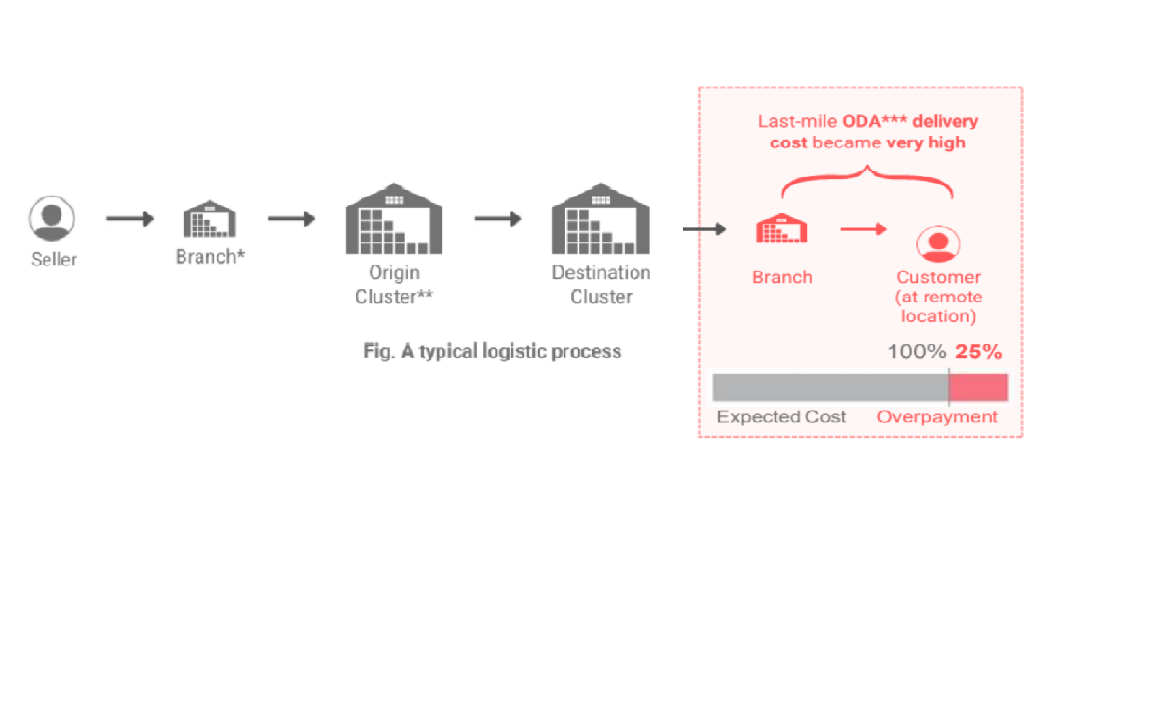 Last-mile ODA*** delivery
cost became very high
Seller
Branch*
Origin
Cluster**
Destination
Cluster
Branch
Customer
(at remote
location)
Fig. A typical logistic process
100% 25%
Expected Cost
Overpayment